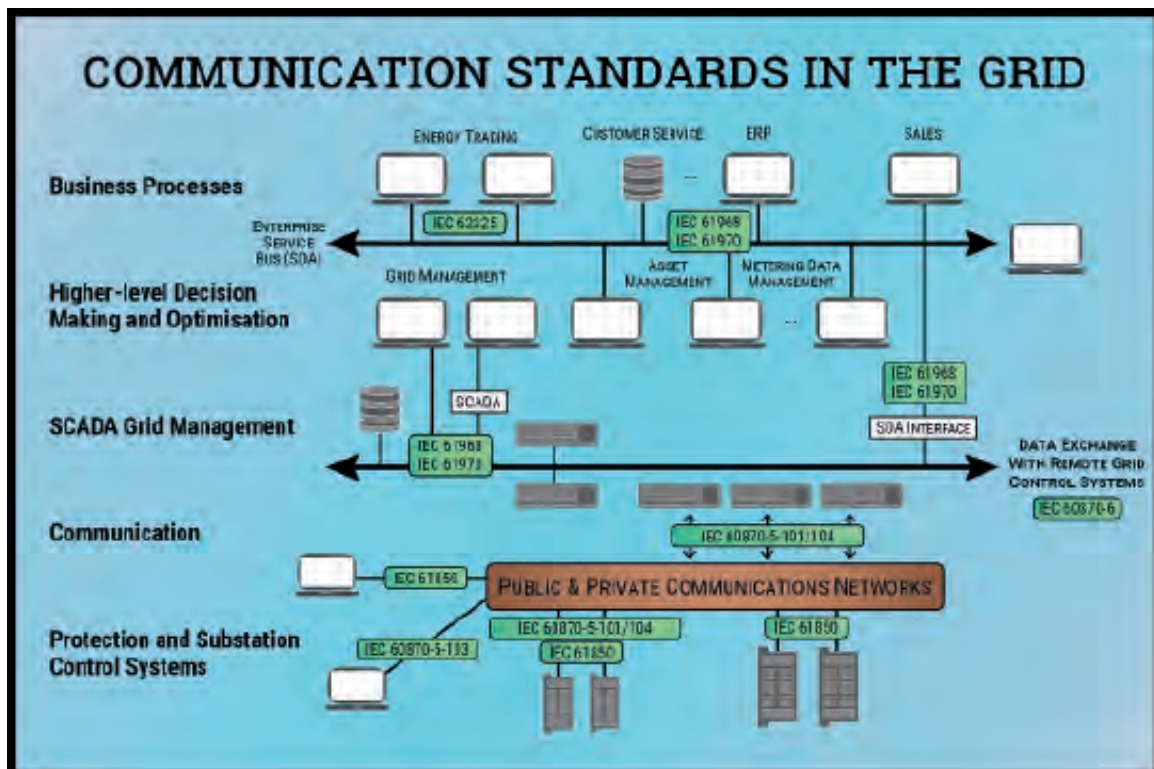 COMMUNICATION STANDARDS IN THE GRID
ENERGY TRADING
CUSTOMER SERVICE
ERP
SALES
Business Processes
...
IEC 62325
IEC 61968
IEC 61970
ENTERPRISE
SERVICE
BUS (SOA)
GRID MANAGEMENT
ASSET
MANAGEMENT
METERING DATA
MANAGEMENT
Higher-level Decision
Making and Optimisation
...
IEC 61968
IEC 61970
SCADA
SOA INTERFACE
SCADA Grid Management
IEC 61968
IEC 61970
DATA EXCHANGE
WITH REMOTE GRID
CONTROL SYSTEMS
IEC 60870-6
Communication
IEC 60870-5-101/104
IEC 61850
PUBLIC & PRIVATE COMMUNICATIONS NETWORKS
IEC 60870-5-101/104
IEC 61850
Protection and Substation
Control Systems
IEC 60870-5-103
IEC 61850